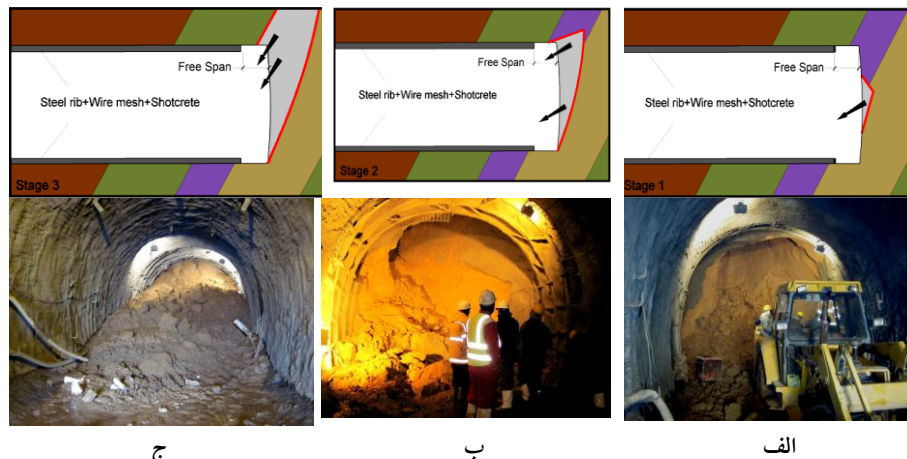 Free Span
Steel rib+Wire mesh+Shotcrete
Stage 3
Free Span
Steel rib+Wire mesh+Shotcrete
Stage 2
Free Span
Steel rib+Wire mesh+Shotcrete
Stage 1
الف
ب
ج